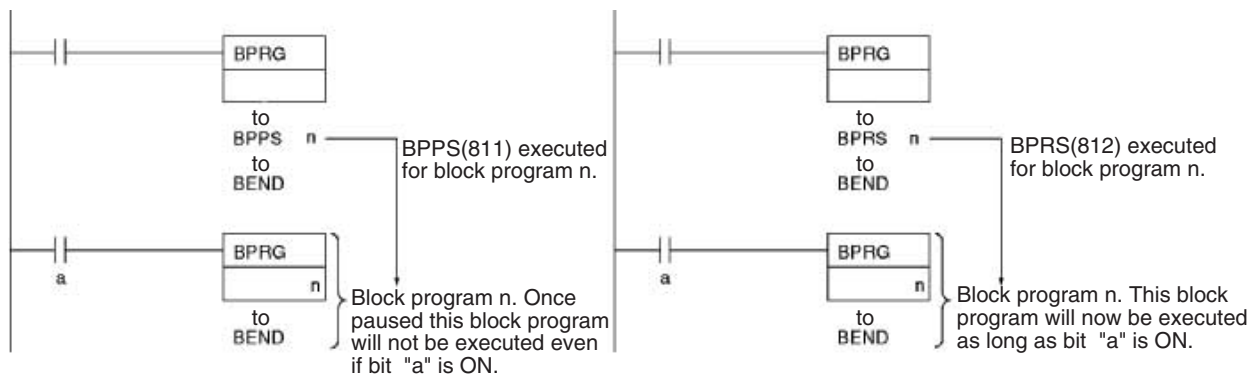 BPRG
to
BPPS n
to
BEND
BPPS(811) executed
for block program n.
a
BPRG
n
to
BEND
Block program n. Once
paused this block program
will not be executed even
if bit "a" is ON.
BPRG
to
BPRS n
to
BEND
BPRS(812) executed
for block program n.
a
BPRG
n
to
BEND
Block program n. This block
program will now be executed
as long as bit "a" is ON.